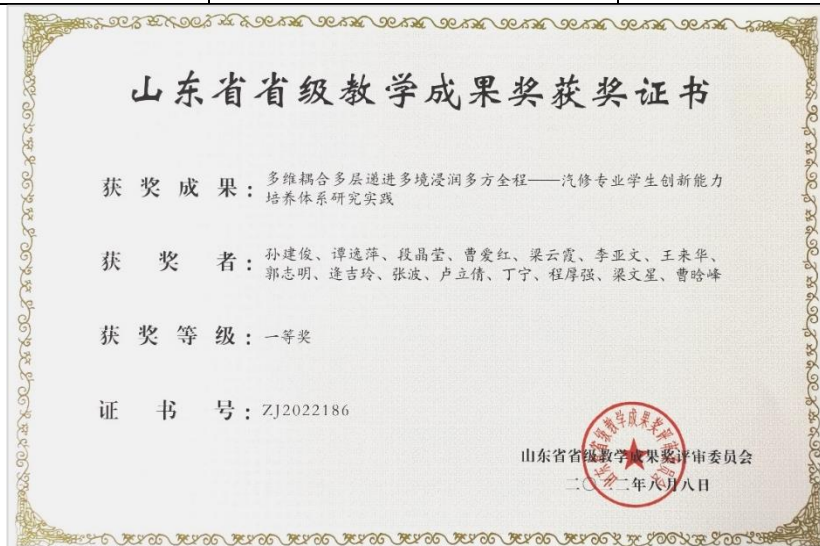 山东省省级教学成果奖获奖证书
获奖成果：多维耦合多层递进多境浸润多方全程——汽修专业学生创新能力
培养体系研究实践
获奖者：孙建俊、谭逸萍、段晶莹、曹爱红、梁云霞、李亚文、王来华、
郭志明、逄吉玲、张波、卢立倩、丁宁、程厚强、梁文星、曹晗峰
获奖等级：一等奖
证书号：ZJ2022186
山东省省级教学成果奖评审委员会
二〇二二年八月八日